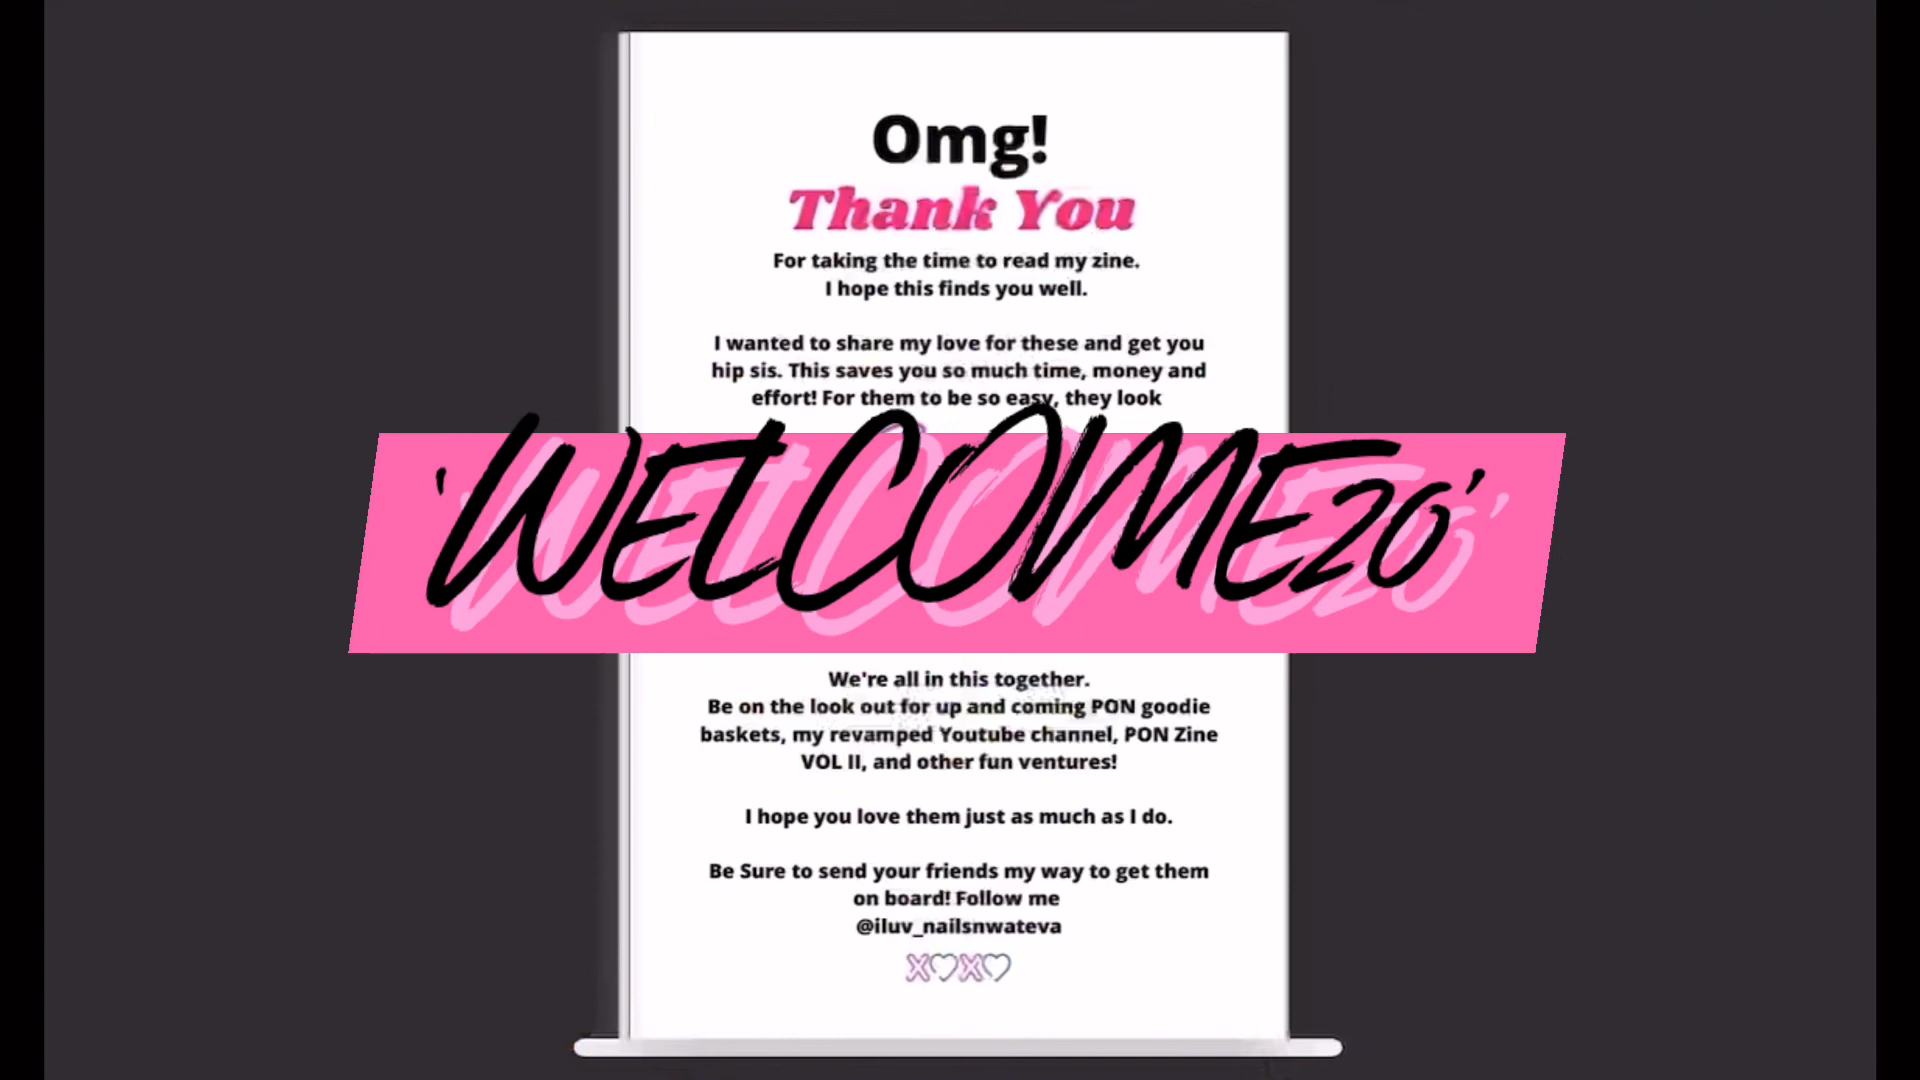 Omg!
Thank You
For taking the time to read my zine.
I hope this finds you well.
I wanted to share my love for these and get you
hip sis. This saves you so much time, money and
effort! For them to be so easy, they look
'WELCOME20'
We're all in this together.
Be on the look out for up and coming PON goodie
baskets, my revamped Youtube channel, PON Zine
VOL II, and other fun ventures!
I hope you love them just as much as I do.
Be Sure to send your friends my way to get them
on board! Follow me
@iluv_nailsnwateva
X♡X♡